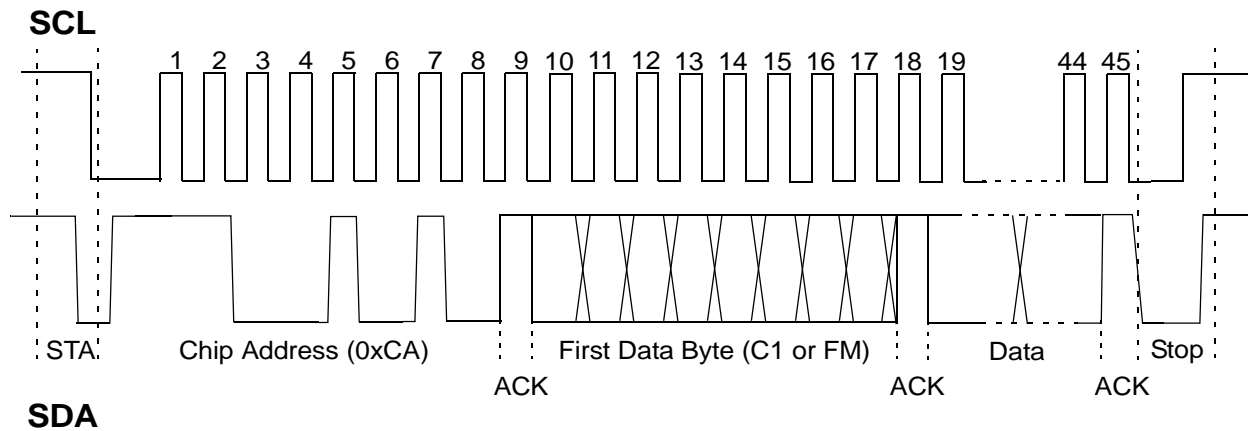 SCL
1 2 3 4 5 6 7 8 9 10 11 12 13 14 15 16 17 18 19 44 45
STA Chip Address (0xCA) First Data Byte (C1 or FM) Data Stop
ACK ACK ACK
SDA